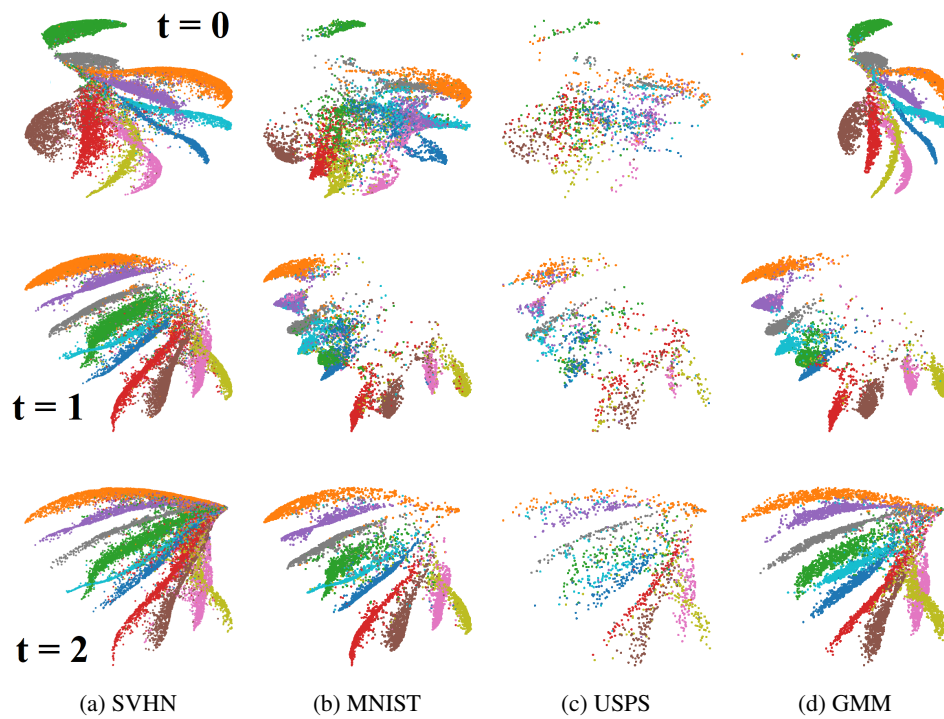 t = 0
t = 1
t = 2
(a) SVHN
(b) MNIST
(c) USPS
(d) GMM